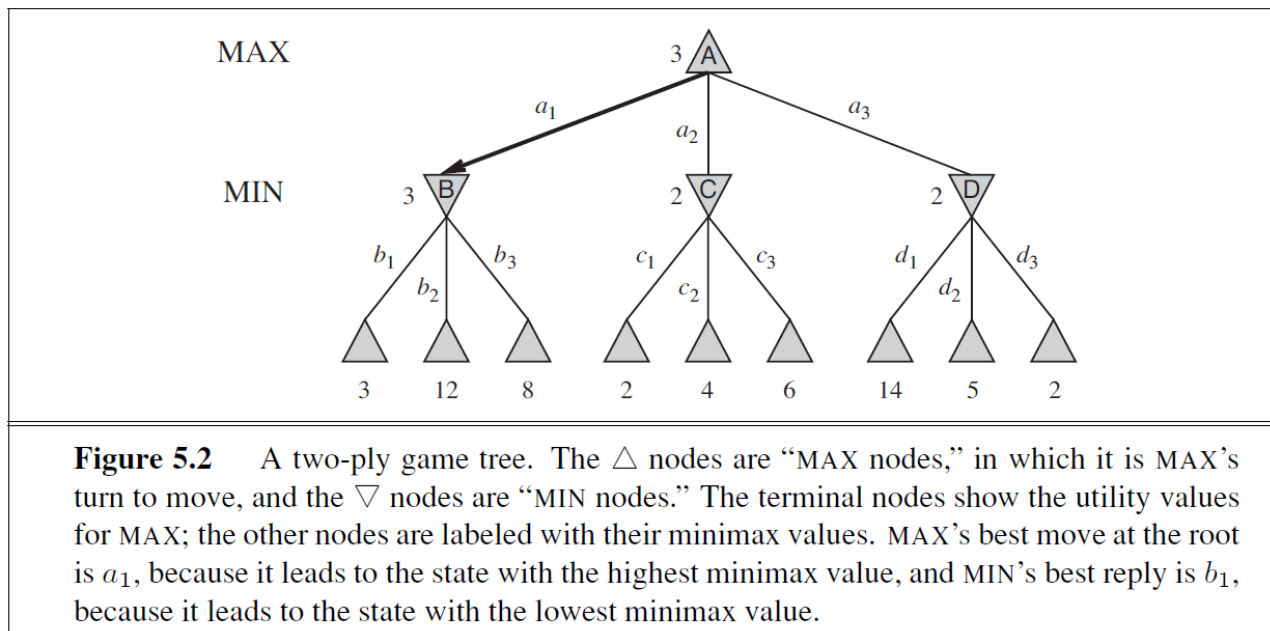 MAX
3 A
a1 a2 a3
MIN
3 B 2 C 2 D
b1 b2 b3 c1 c2 c3 d1 d2 d3
3 12 8 2 4 6 14 5 2
Figure 5.2 A two-ply game tree. The △ nodes are “MAX nodes,” in which it is MAX’s
turn to move, and the ▽ nodes are “MIN nodes.” The terminal nodes show the utility values
for MAX; the other nodes are labeled with their minimax values. MAX’s best move at the root
is a1, because it leads to the state with the highest minimax value, and MIN’s best reply is b1,
because it leads to the state with the lowest minimax value.